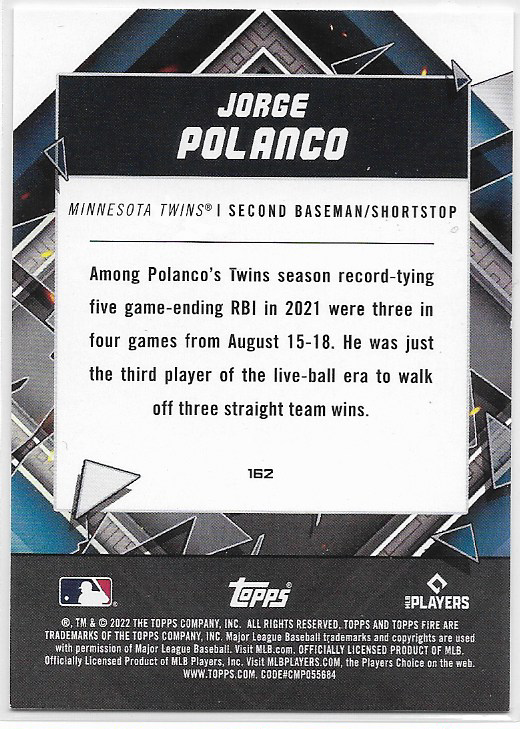 JORGE
POLANCO
MINNESOTA TWINS® | SECOND BASEMAN/SHORTSTOP
Among Polanco's Twins season record-tying
five game-ending RBI in 2021 were three in
four games from August 15-18. He was just
the third player of the live-ball era to walk
off three straight team wins.
162
topps®
MLB PLAYERS
®, TM & © 2022 THE TOPPS COMPANY, INC. ALL RIGHTS RESERVED. TOPPS AND TOPPS FIRE ARE
TRADEMARKS OF THE TOPPS COMPANY, INC. Major League Baseball trademarks and copyrights are used
with permission of Major League Baseball. Visit MLB.com. OFFICIALLY LICENSED PRODUCT OF MLB.
Officially Licensed Product of MLB Players, Inc. Visit MLBPLAYERS.COM, the Players Choice on the web.
WWW.TOPPS.COM. CODE#CMP055684